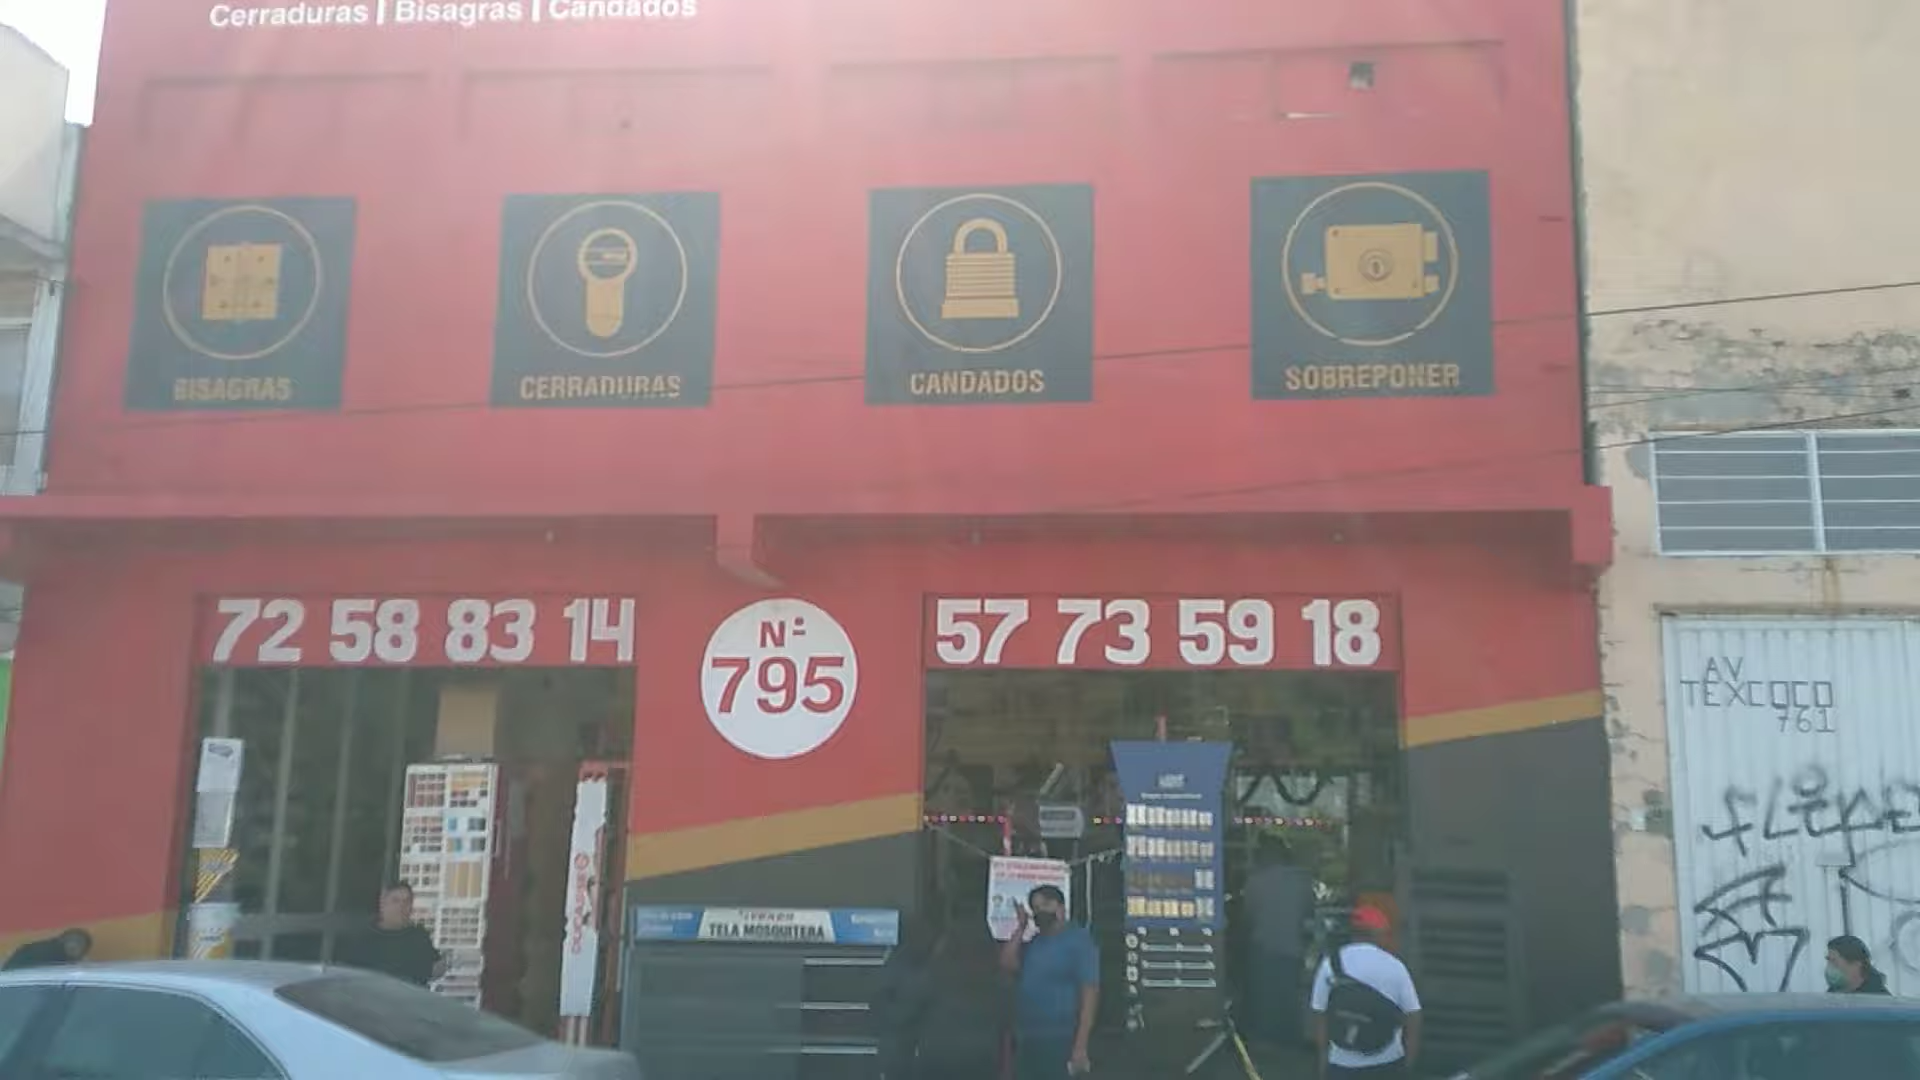 Cerraduras | Bisagras | Candados
BISAGRAS
CERRADURAS
CANDADOS
SOBREPONER
72 58 83 14
Nº
795
57 73 59 18
AV
TEXCOCO
761
TELA MOSQUITERA